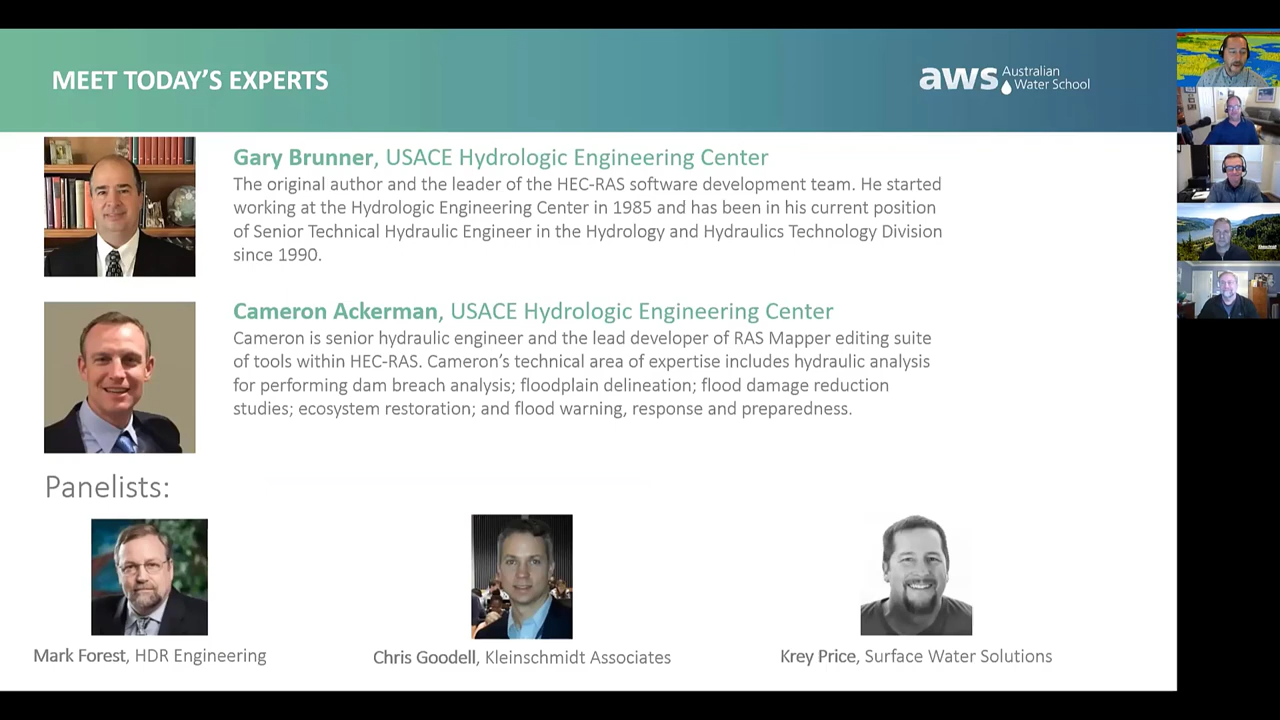 MEET TODAY'S EXPERTS
aws Australian
Water School
Gary Brunner, USACE Hydrologic Engineering Center
The original author and the leader of the HEC-RAS software development team. He started
working at the Hydrologic Engineering Center in 1985 and has been in his current position
of Senior Technical Hydraulic Engineer in the Hydrology and Hydraulics Technology Division
since 1990.
Cameron Ackerman, USACE Hydrologic Engineering Center
Cameron is senior hydraulic engineer and the lead developer of RAS Mapper editing suite
of tools within HEC-RAS. Cameron's technical area of expertise includes hydraulic analysis
for performing dam breach analysis; floodplain delineation; flood damage reduction
studies; ecosystem restoration; and flood warning, response and preparedness.
Panelists:
Mark Forest, HDR Engineering
Chris Goodell, Kleinschmidt Associates
Krey Price, Surface Water Solutions